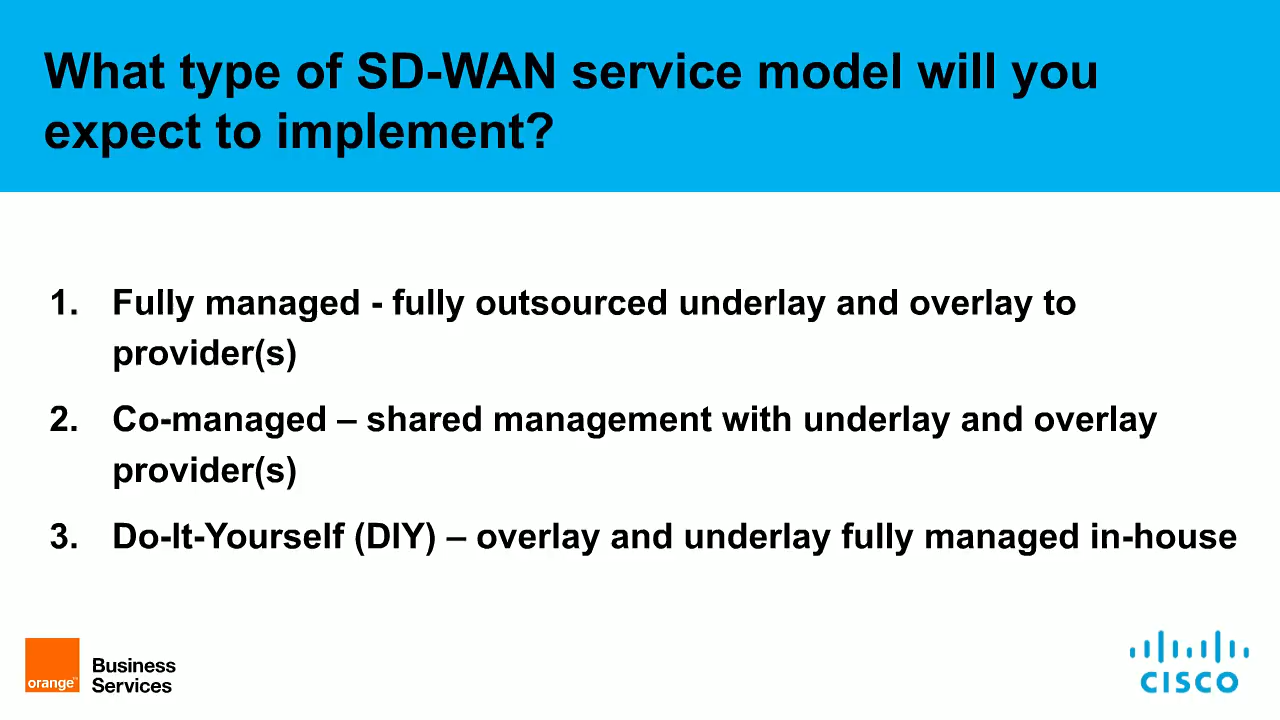 What type of SD-WAN service model will you
expect to implement?
1. Fully managed - fully outsourced underlay and overlay to
provider(s)
2. Co-managed – shared management with underlay and overlay
provider(s)
3. Do-It-Yourself (DIY) – overlay and underlay fully managed in-house
orange™
Business
Services
CISCO